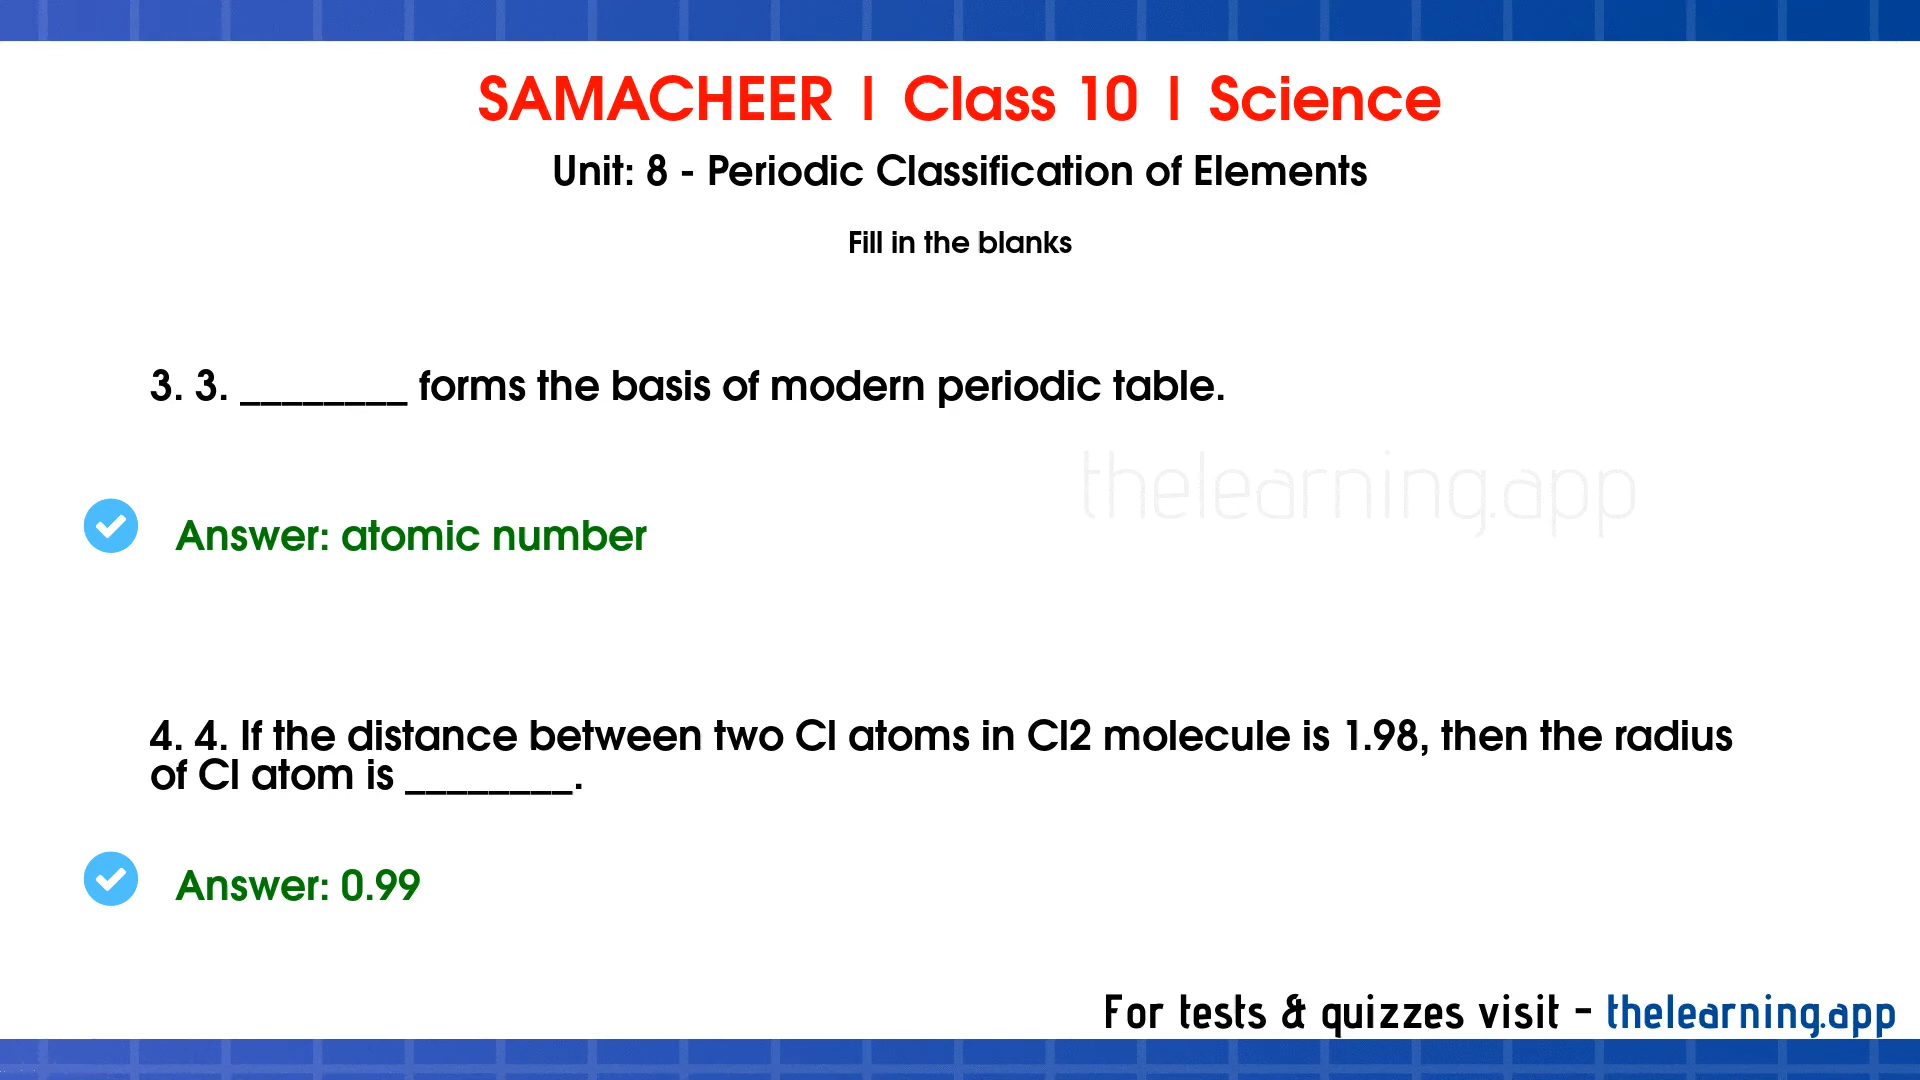 SAMACHEER | Class 10 | Science
Unit: 8 - Periodic Classification of Elements
Fill in the blanks
3. 3. ________ forms the basis of modern periodic table.
thelearning.app
Answer: atomic number
4. 4. If the distance between two Cl atoms in Cl2 molecule is 1.98, then the radius
of Cl atom is ________.
Answer: 0.99
For tests & quizzes visit - thelearning.app